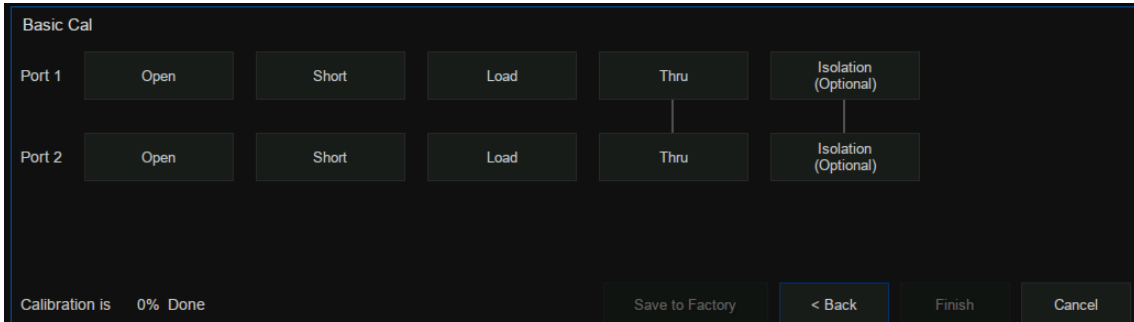 Basic Cal
Port 1 Open Short Load Thru Isolation
(Optional)
Port 2 Open Short Load Thru Isolation
(Optional)
Calibration is 0% Done Save to Factory < Back Finish Cancel